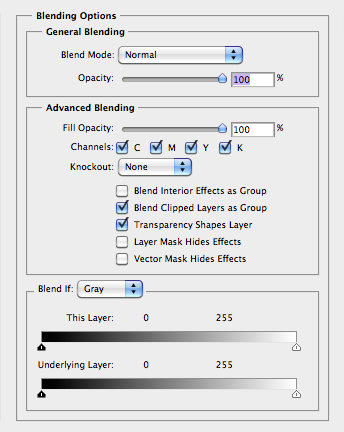 Blending Options
General Blending
Blend Mode: Normal
Opacity: 100 %
Advanced Blending
Fill Opacity: 100 %
Channels: C M Y K
Knockout: None
Blend Interior Effects as Group
Blend Clipped Layers as Group
Transparency Shapes Layer
Layer Mask Hides Effects
Vector Mask Hides Effects
Blend If: Gray
This Layer: 0 255
Underlying Layer: 0 255